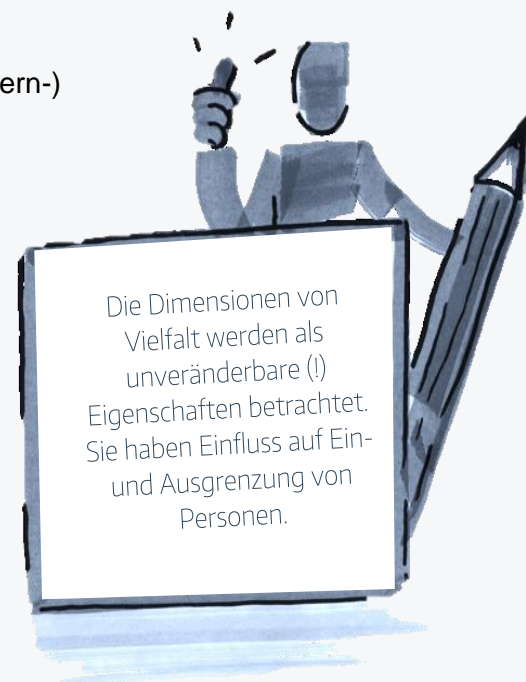 ern-)
Die Dimensionen von
Vielfalt werden als
unveränderbare (!)
Eigenschaften betrachtet.
Sie haben Einfluss auf Ein-
und Ausgrenzung von
Personen.